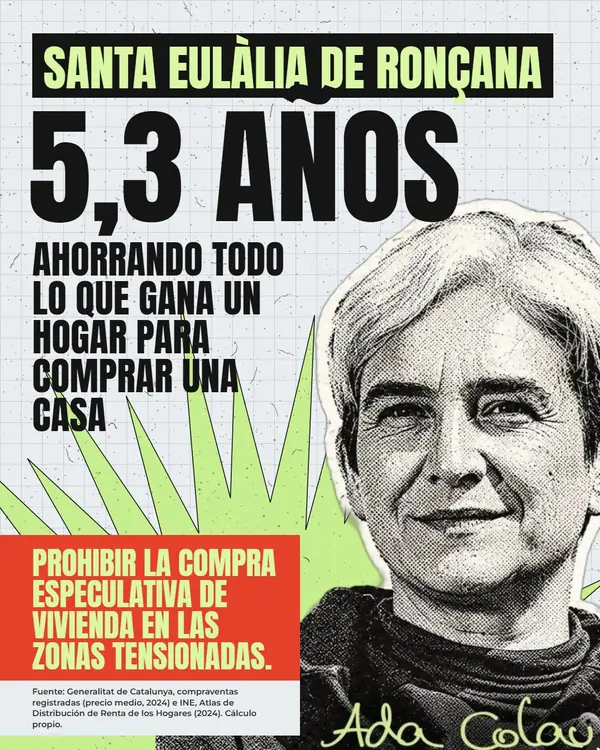 SANTA EULÀLIA DE RONÇANA
5,3 AÑOS
AHORRANDO TODO
LO QUE GANA UN
HOGAR PARA
COMPRAR UNA
CASA
PROHIBIR LA COMPRA
ESPECULATIVA DE
VIVIENDA EN LAS
ZONAS TENSIONADAS.
Fuente: Generalitat de Catalunya, compraventas
registradas (precio medio, 2024) e INE, Atlas de
Distribución de Renta de los Hogares (2024). Cálculo
propio.
Ada Colau